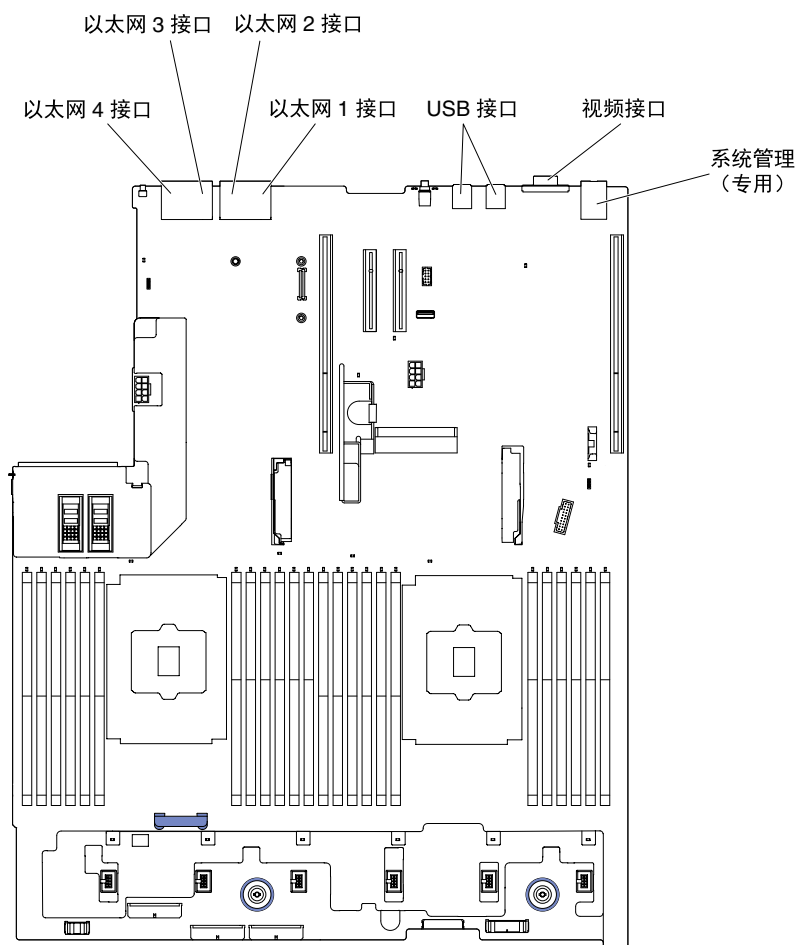 以太网 3 接口
以太网 2 接口
以太网 4 接口
以太网 1 接口
USB 接口
视频接口
系统管理
（专用）